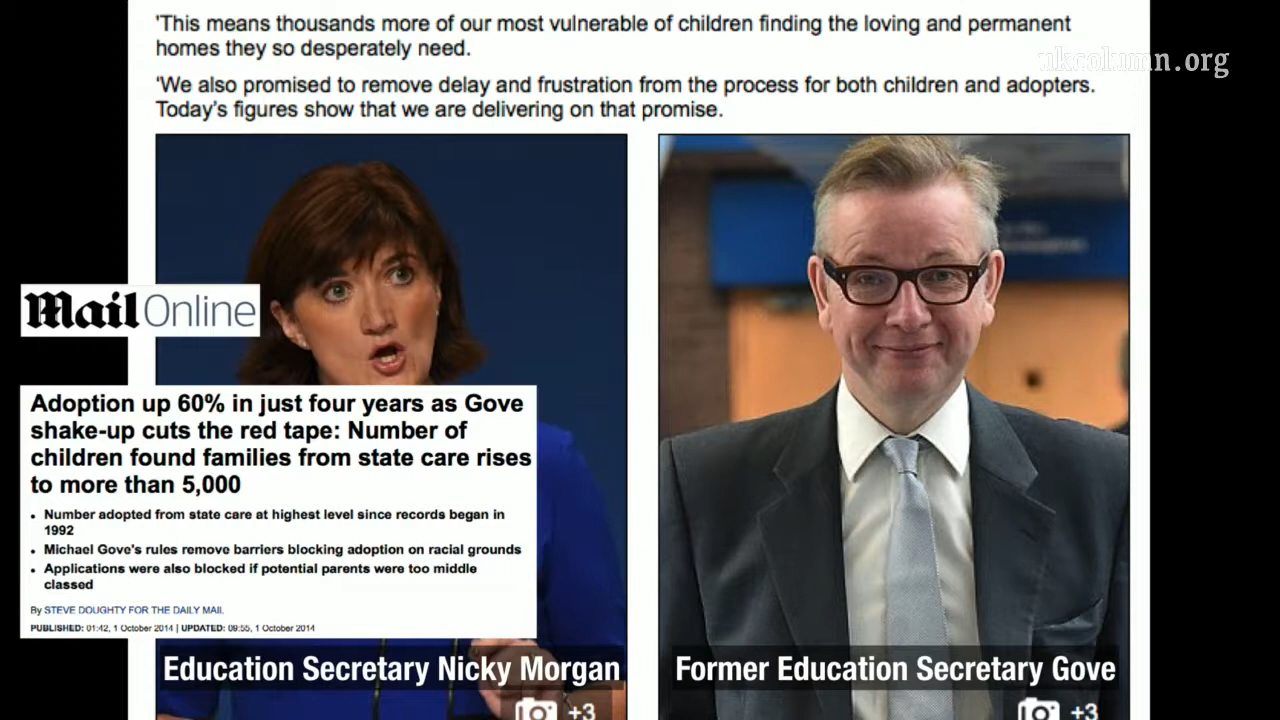 'This means thousands more of our most vulnerable of children finding the loving and permanent
homes they so desperately need.
'We also promised to remove delay and frustration from the process for both children and adopters.
Today's figures show that we are delivering on that promise.
ukcolumn.org
Mail Online
Adoption up 60% in just four years as Gove
shake-up cuts the red tape: Number of
children found families from state care rises
to more than 5,000
• Number adopted from state care at highest level since records began in
1992
• Michael Gove's rules remove barriers blocking adoption on racial grounds
• Applications were also blocked if potential parents were too middle
classed
By STEVE DOUGHTY FOR THE DAILY MAIL
PUBLISHED: 01:42, 1 October 2014 | UPDATED: 09:55, 1 October 2014
Education Secretary Nicky Morgan
+3
Former Education Secretary Gove
+3